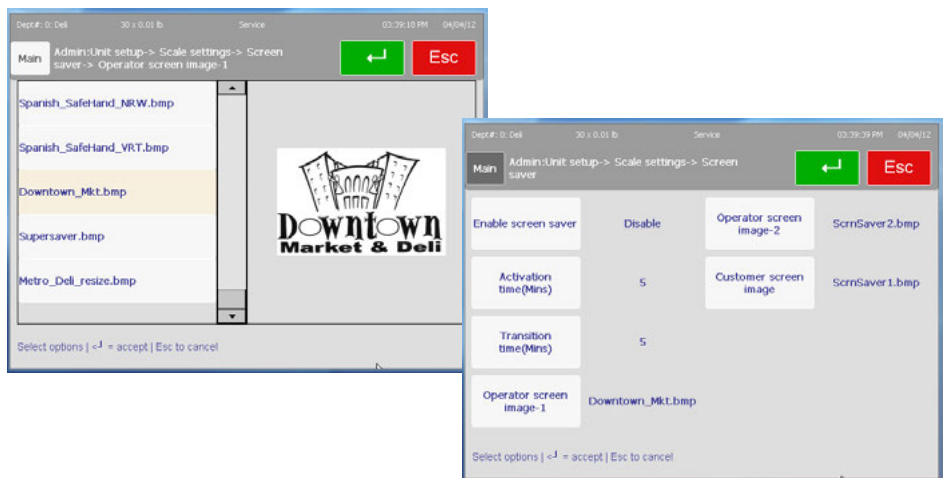 Dept#: 0: Deli 30 x 0.01 lb Service 03:39:10 PM 04/04/12
Main Admin:Unit setup-> Scale settings-> Screen
saver-> Operator screen image-1 Esc
Spanish_SafeHand_NRW.bmp
Spanish_SafeHand_VRT.bmp
Downtown_Mkt.bmp
Supersaver.bmp
Metro_Deli_resize.bmp
Downtown
Market & Deli
Select options | <┘ = accept | Esc to cancel
Dept#: 0: Deli 30 x 0.01 lb Service 03:39:39 PM 04/04/12
Main Admin:Unit setup-> Scale settings-> Screen
saver Esc
Enable screen saver Disable Operator screen
image-2 ScrnSaver2.bmp
Activation
time(Mins) 5 Customer screen
image ScrnSaver1.bmp
Transition
time(Mins) 5
Operator screen
image-1 Downtown_Mkt.bmp
Select options | <┘ = accept | Esc to cancel